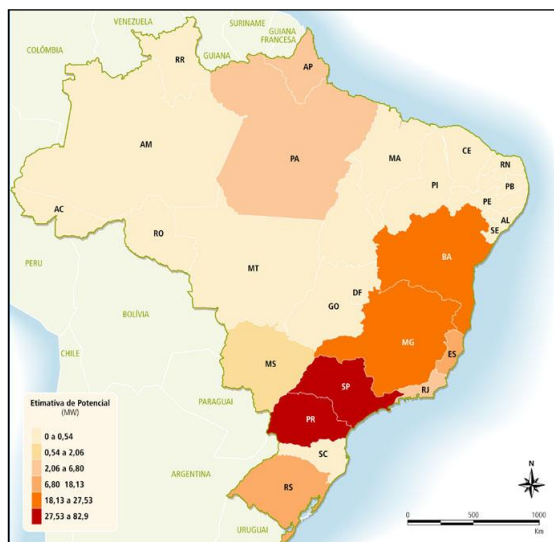 VENEZUELA
SURINAME
GUIANA
FRANCESA
COLÔMBIA
GUIANA
RR
AP
AM
PA
MA
CE
RN
PI
PB
PE
AC
AL
SE
RO
BA
MT
PERU
DF
GO
BOLÍVIA
MG
ES
MS
CHILE
SP
RJ
Estimativa de Potencial
(MW)
PARAGUAI
PR
0 a 0,54
0,54 a 2,06
SC
2,06 a 6,80
ARGENTINA
6,80 18,13
RS
N
18,13 a 27,53
27,53 a 82,9
URUGUAI
0 500 1000
Km